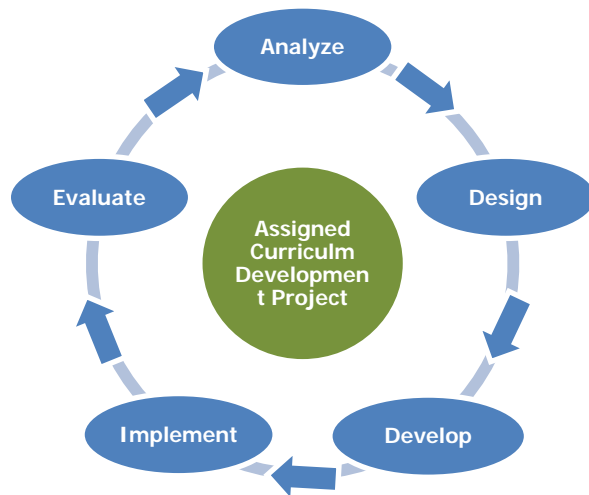 Analyze
Design
Develop
Implement
Evaluate
Assigned
Curriculm
Developmen
t Project